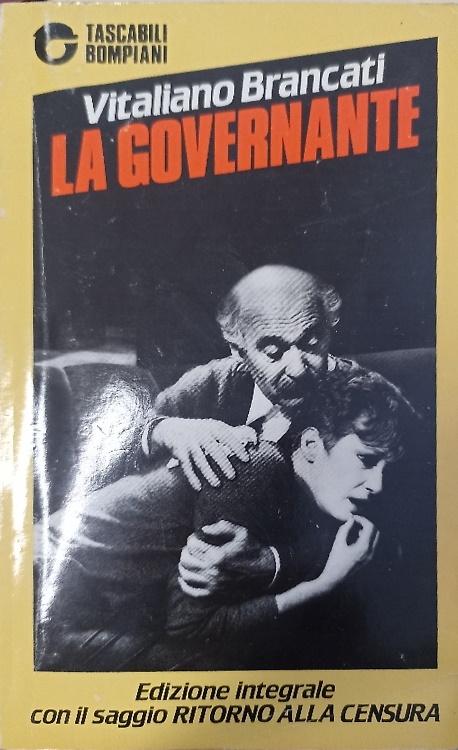 TASCABILI
BOMPIANI
Vitaliano Brancati
LA GOVERNANTE
Edizione integrale
con il saggio RITORNO ALLA CENSURA